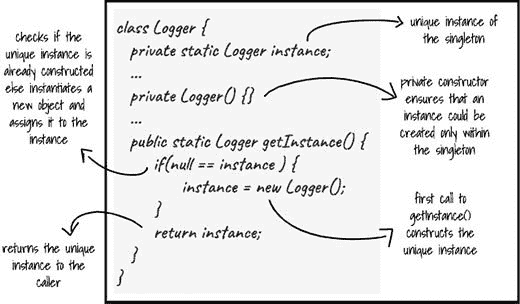 checks if the
unique instance is
already constructed
else instantiates a
new object and
assigns it to the
instance
returns the unique
instance to the
caller
class Logger {
private static Logger instance;
...
private Logger() {}
...
public static Logger getInstance() {
if(null == instance ) {
instance = new Logger();
}
return instance;
}
}
unique instance of
the singleton
private constructor
ensures that an
instance could be
created only within
the singleton
first call to
getInstance()
constructs the
unique instance